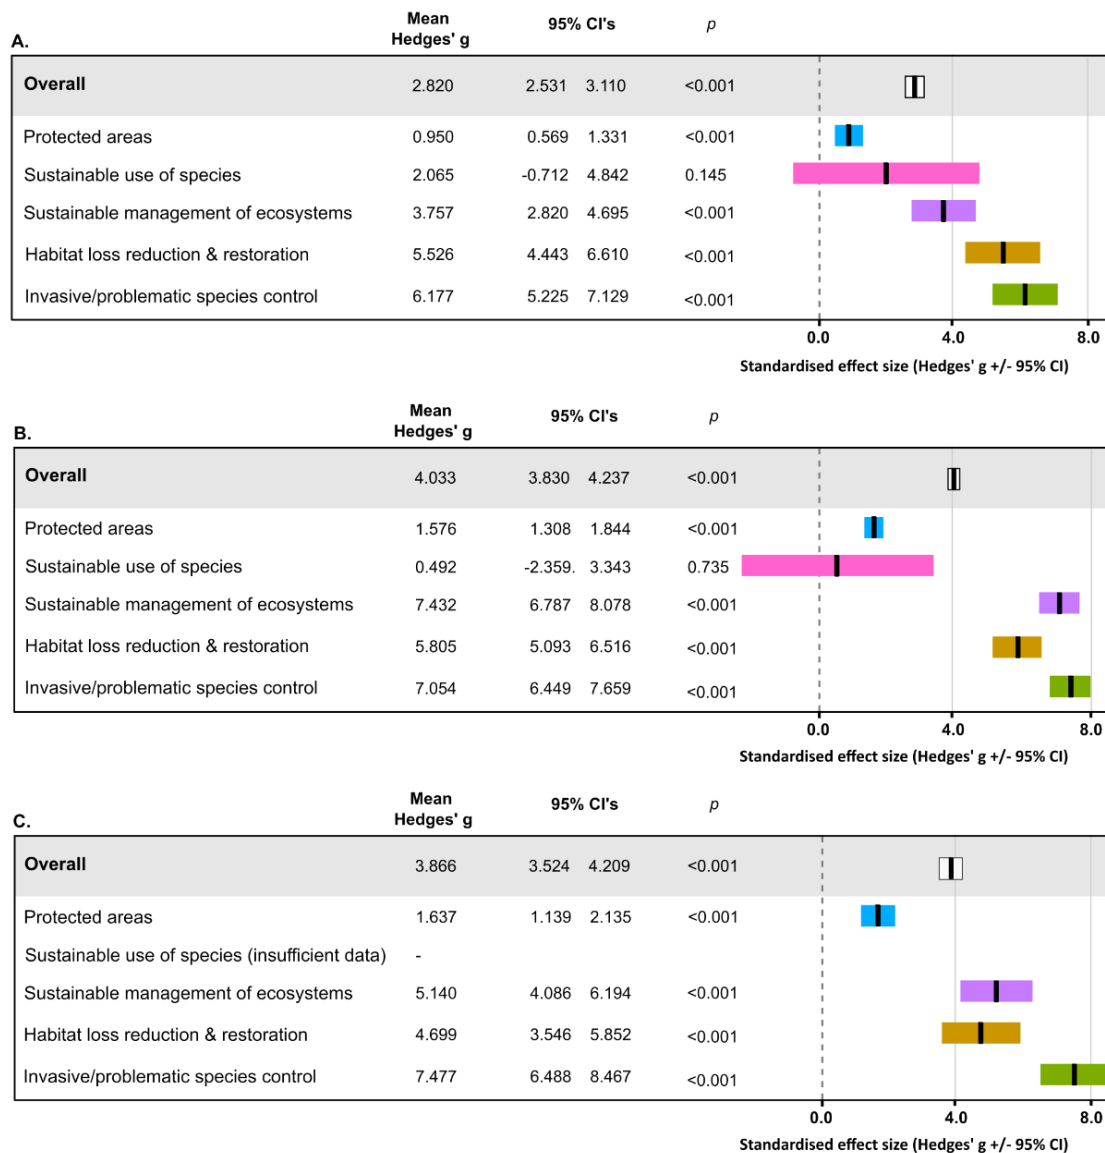 A.
Mean Hedges' g 95% CI's p
Overall 2.820 2.531 3.110 <0.001
Protected areas 0.950 0.569 1.331 <0.001
Sustainable use of species 2.065 -0.712 4.842 0.145
Sustainable management of ecosystems 3.757 2.820 4.695 <0.001
Habitat loss reduction & restoration 5.526 4.443 6.610 <0.001
Invasive/problematic species control 6.177 5.225 7.129 <0.001
0.0 4.0 8.0
Standardised effect size (Hedges' g +/- 95% CI)
B.
Mean Hedges' g 95% CI's p
Overall 4.033 3.830 4.237 <0.001
Protected areas 1.576 1.308 1.844 <0.001
Sustainable use of species 0.492 -2.359. 3.343 0.735
Sustainable management of ecosystems 7.432 6.787 8.078 <0.001
Habitat loss reduction & restoration 5.805 5.093 6.516 <0.001
Invasive/problematic species control 7.054 6.449 7.659 <0.001
0.0 4.0 8.0
Standardised effect size (Hedges' g +/- 95% CI)
C.
Mean Hedges' g 95% CI's p
Overall 3.866 3.524 4.209 <0.001
Protected areas 1.637 1.139 2.135 <0.001
Sustainable use of species (insufficient data) -
Sustainable management of ecosystems 5.140 4.086 6.194 <0.001
Habitat loss reduction & restoration 4.699 3.546 5.852 <0.001
Invasive/problematic species control 7.477 6.488 8.467 <0.001
0.0 4.0 8.0
Standardised effect size (Hedges' g +/- 95% CI)